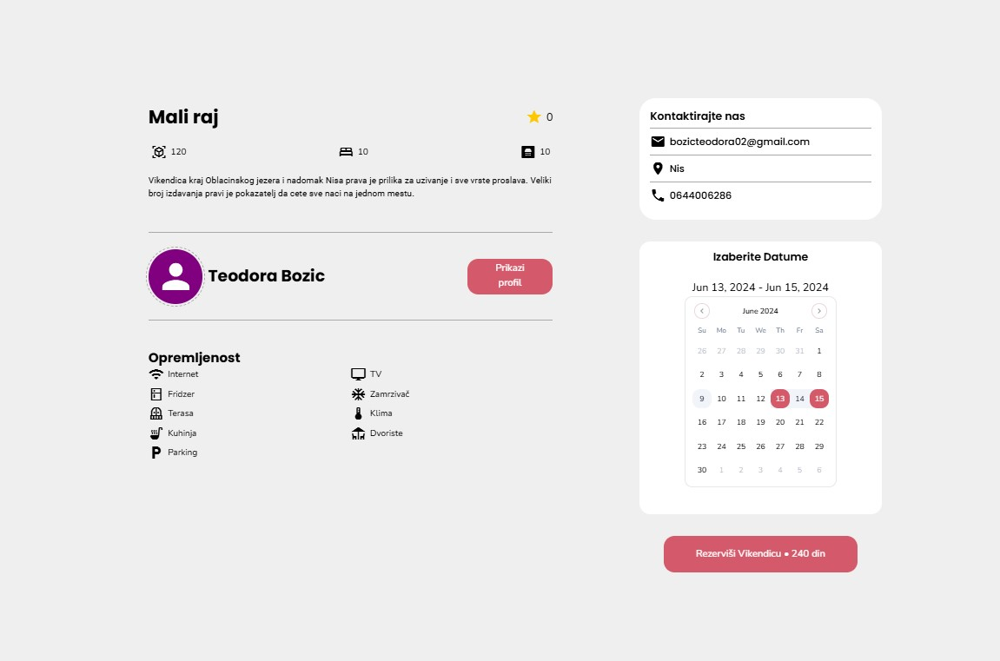 Mali raj
0
120
10
10
Vikendica kraj Oblacinskog jezera i nadomak Nisa prava je prilika za uzivanje i sve vrste proslava. Veliki
broj izdavanja pravi je pokazatelj da cete sve naci na jednom mestu.
Teodora Bozic
Prikazi
profil
Opremljenost
Internet
TV
Fridzer
Zamrzivač
Terasa
Klima
Kuhinja
Dvoriste
Parking
Kontaktirajte nas
bozicteodora02@gmail.com
Nis
0644006286
Izaberite Datume
Jun 13, 2024 - Jun 15, 2024
June 2024
Su Mo Tu We Th Fr Sa
26 27 28 29 30 31 1
2 3 4 5 6 7 8
9 10 11 12 13 14 15
16 17 18 19 20 21 22
23 24 25 26 27 28 29
30 1 2 3 4 5 6
Rezerviši Vikendicu • 240 din